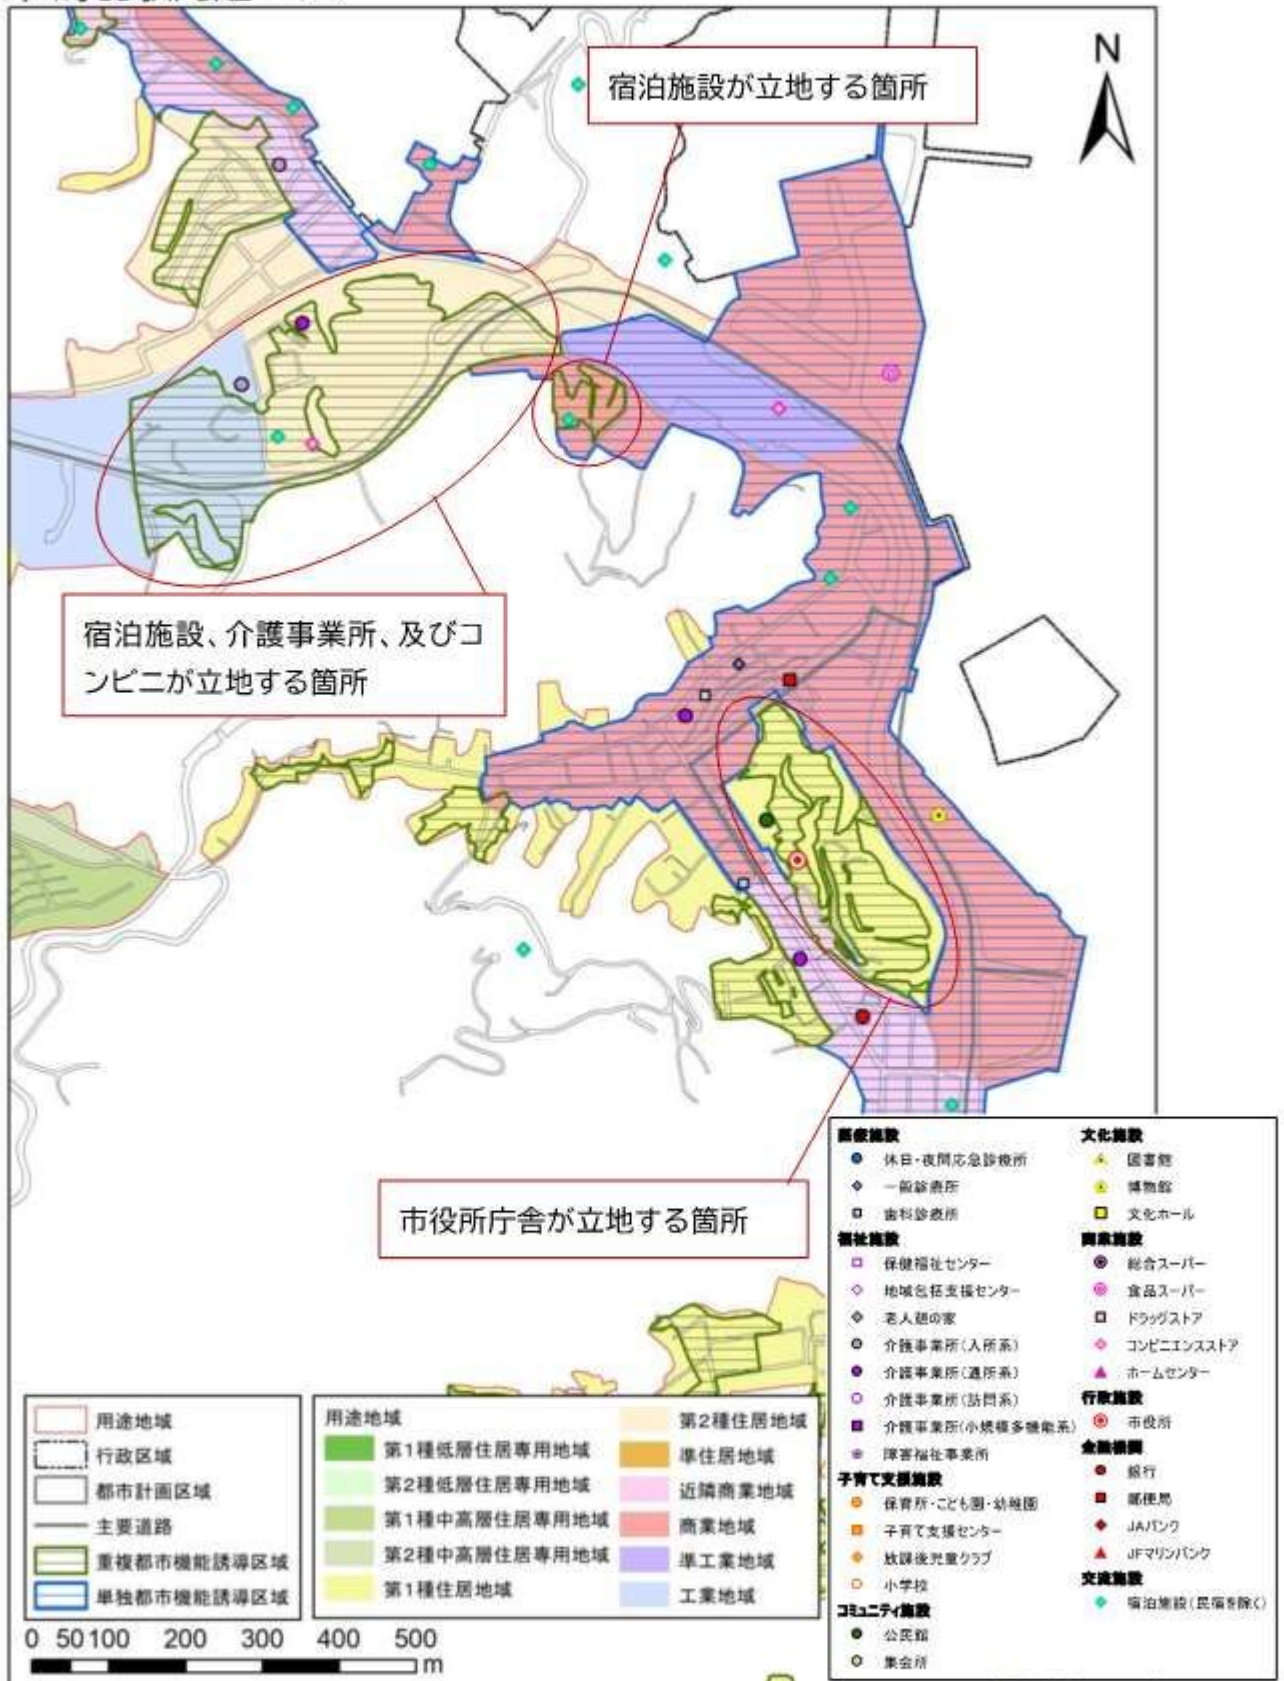 N
宿泊施設が立地する箇所
宿泊施設、介護事業所、及びコ
ンビニが立地する箇所
市役所庁舎が立地する箇所
用途地域
行政区域
都市計画区域
主要道路
重複都市機能誘導区域
単独都市機能誘導区域
0 50 100 200 300 400 500
m
用途地域
第1種低層住居専用地域
第2種低層住居専用地域
第1種中高層住居専用地域
第2種中高層住居専用地域
第1種住居地域
第2種住居地域
準住居地域
近隣商業地域
商業地域
準工業地域
工業地域
医療施設
休日・夜間応急診療所
一般診療所
歯科診療所
福祉施設
保健福祉センター
地域包括支援センター
老人憩の家
介護事業所(入所系)
介護事業所(通所系)
介護事業所(訪問系)
介護事業所(小規模多機能系)
障害福祉事業所
子育て支援施設
保育所・こども園・幼稚園
子育て支援センター
放課後児童クラブ
小学校
コミュニティ施設
公民館
集会所
文化施設
図書館
博物館
文化ホール
商業施設
総合スーパー
食品スーパー
ドラッグストア
コンビニエンスストア
ホームセンター
行政施設
市役所
金融機関
銀行
郵便局
JAバンク
JFマリンバンク
交流施設
宿泊施設(民宿を除く)